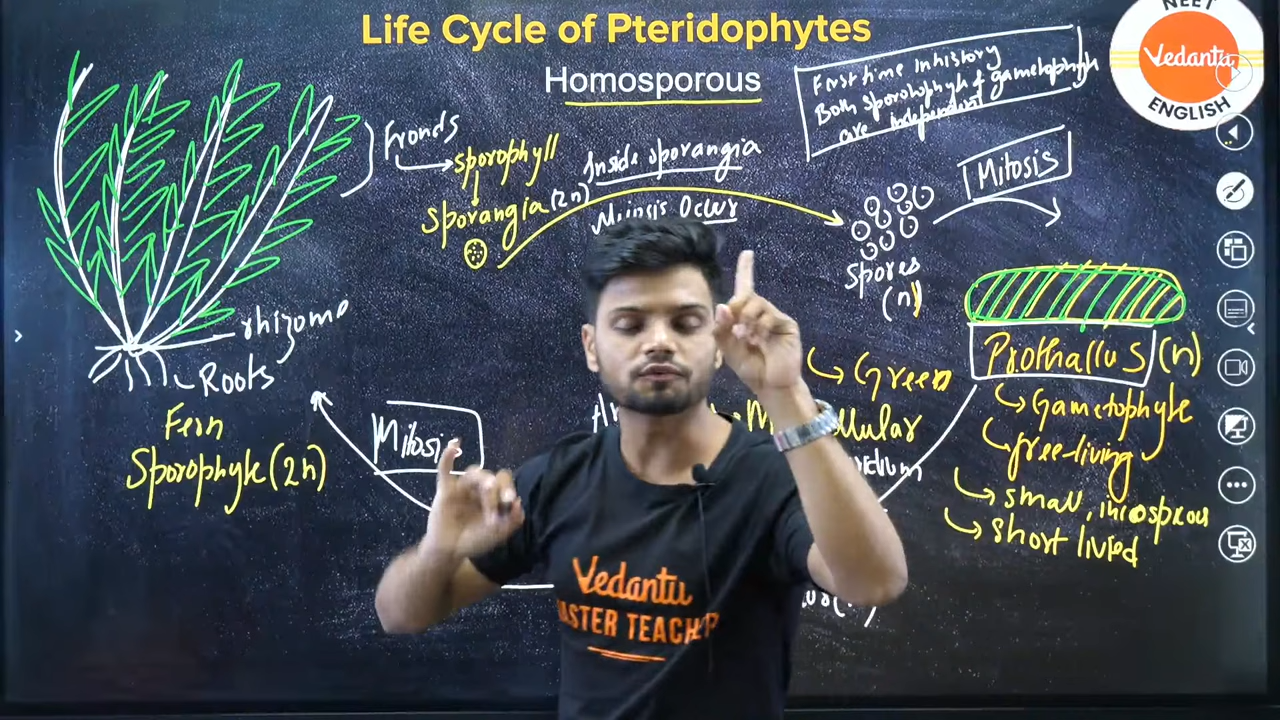 Life Cycle of Pteridophytes
Homosporous
First time in history
Both sporophyte & gametophyte
are independent
NEET
Vedantu
ENGLISH
Fronds
sporophyll
Sporangia (2n)
Inside sporangia
Occur
Spores
(n)
Mitosis
rhizome
Roots
Fern
Sporophyte (2n)
Mitosis
Green
Prothallus (n)
Gametophyte
free-living
small,
short lived
Vedantu
MASTER TEACHER